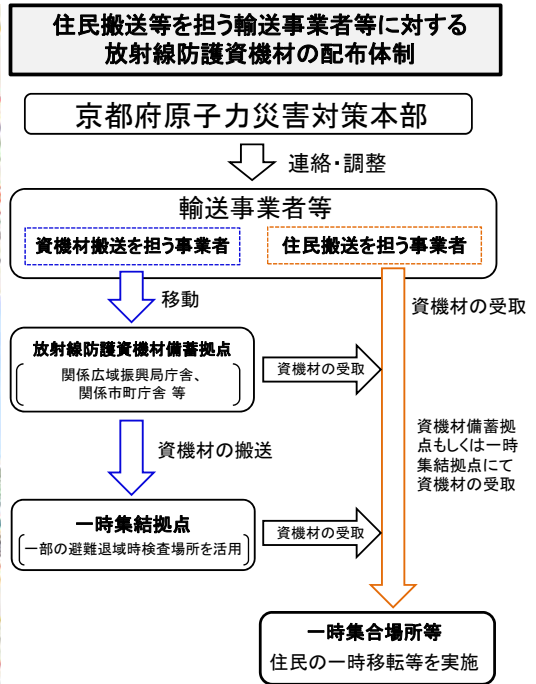 住民搬送等を担う輸送事業者等に対する
放射線防護資機材の配布体制
京都府原子力災害対策本部
連絡・調整
輸送事業者等
資機材搬送を担う事業者
住民搬送を担う事業者
移動
資機材の受取
放射線防護資機材備蓄拠点
関係広域振興局庁舎、
関係市町庁舎 等
資機材の受取
資機材の搬送
資機材備蓄拠
点もしくは一時
集結拠点にて
資機材の受取
一時集結拠点
一部の避難退域時検査場所を活用
資機材の受取
一時集合場所等
住民の一時移転等を実施